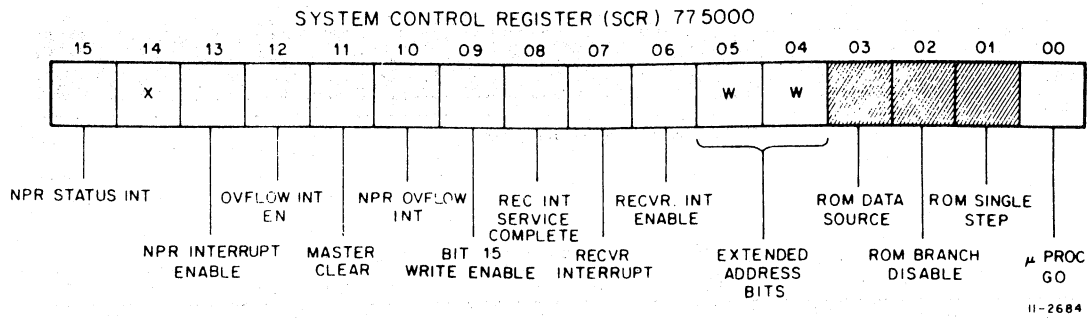 SYSTEM CONTROL REGISTER (SCR) 775000
15 14 13 12 11 10 09 08 07 06 05 04 03 02 01 00
X W W
NPR STATUS INT
NPR INTERRUPT
ENABLE
OVFLOW INT
EN
MASTER
CLEAR
NPR OVFLOW
INT
BIT 15
WRITE ENABLE
REC INT
SERVICE
COMPLETE
RECVR
INTERRUPT
RECVR. INT
ENABLE
EXTENDED
ADDRESS
BITS
ROM DATA
SOURCE
ROM BRANCH
DISABLE
ROM SINGLE
STEP
μ PROC
GO
11-2684